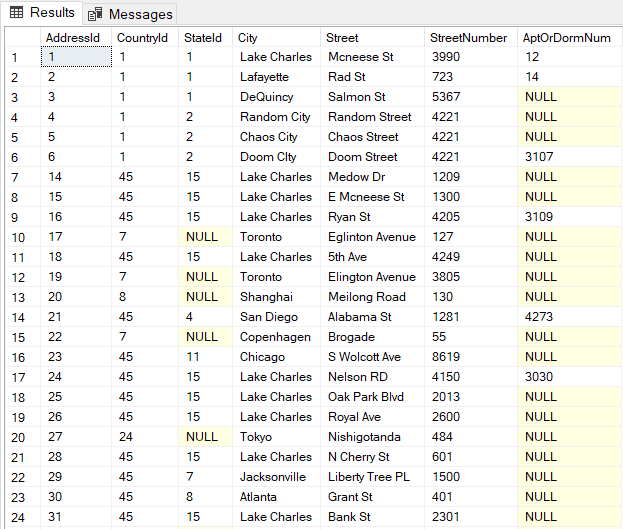 Results Messages
AddressId CountryId StateId City Street StreetNumber AptOrDormNum
1 1 1 1 Lake Charles Mcneese St 3990 12
2 2 1 1 Lafayette Rad St 723 14
3 3 1 1 DeQuincy Salmon St 5367 NULL
4 4 1 2 Random City Random Street 4221 NULL
5 5 1 2 Chaos City Chaos Street 4221 NULL
6 6 1 2 Doom CIty Doom Street 4221 3107
7 14 45 15 Lake Charles Medow Dr 1209 NULL
8 15 45 15 Lake Charles E Mcneese St 1300 NULL
9 16 45 15 Lake Charles Ryan St 4205 3109
10 17 7 NULL Toronto Eglinton Avenue 127 NULL
11 18 45 15 Lake Charles 5th Ave 4249 NULL
12 19 7 NULL Toronto Elington Avenue 3805 NULL
13 20 8 NULL Shanghai Meilong Road 130 NULL
14 21 45 4 San Diego Alabama St 1281 4273
15 22 7 NULL Copenhagen Brogade 55 NULL
16 23 45 11 Chicago S Wolcott Ave 8619 NULL
17 24 45 15 Lake Charles Nelson RD 4150 3030
18 25 45 15 Lake Charles Oak Park Blvd 2013 NULL
19 26 45 15 Lake Charles Royal Ave 2600 NULL
20 27 24 NULL Tokyo Nishigotanda 484 NULL
21 28 45 15 Lake Charles N Cherry St 601 NULL
22 29 45 7 Jacksonville Liberty Tree PL 1500 NULL
23 30 45 8 Atlanta Grant St 401 NULL
24 31 45 15 Lake Charles Bank St 2301 NULL